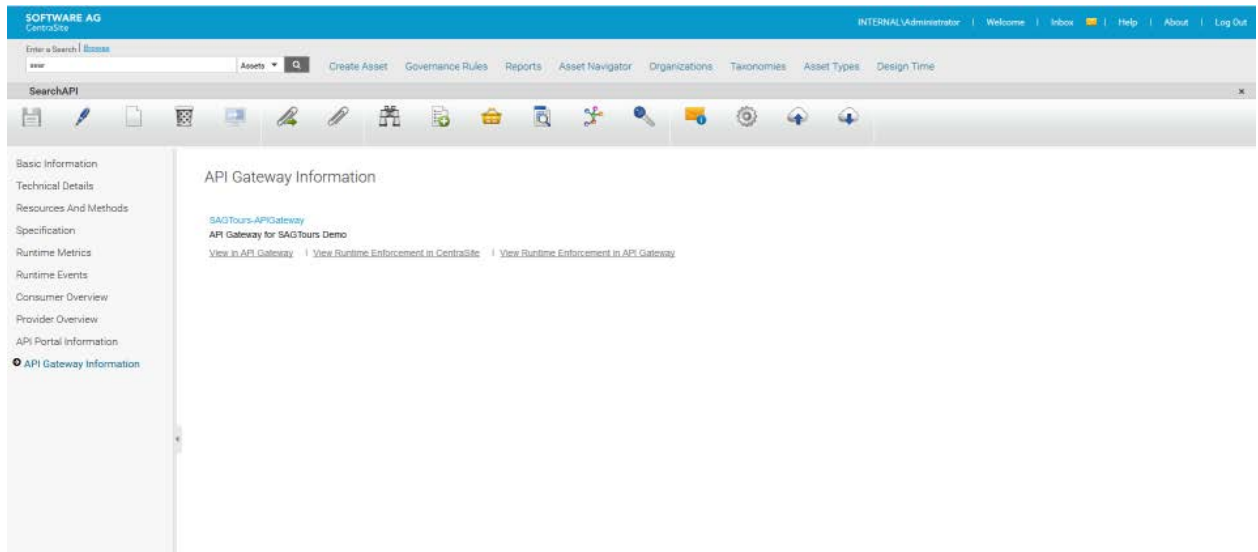 SOFTWARE AG
CentraSite
INTERNAL\Administrator | Welcome | Inbox | Help | About | Log Out
Enter a Search | Browse
Assets
Create Asset Governance Rules Reports Asset Navigator Organizations Taxonomies Asset Types Design Time
SearchAPI
Basic Information
Technical Details
Resources And Methods
Specification
Runtime Metrics
Runtime Events
Consumer Overview
Provider Overview
API Portal Information
API Gateway Information
API Gateway Information
SAGTours-APIGateway
API Gateway for SAGTours Demo
View in API Gateway | View Runtime Enforcement in CentraSite | View Runtime Enforcement in API Gateway